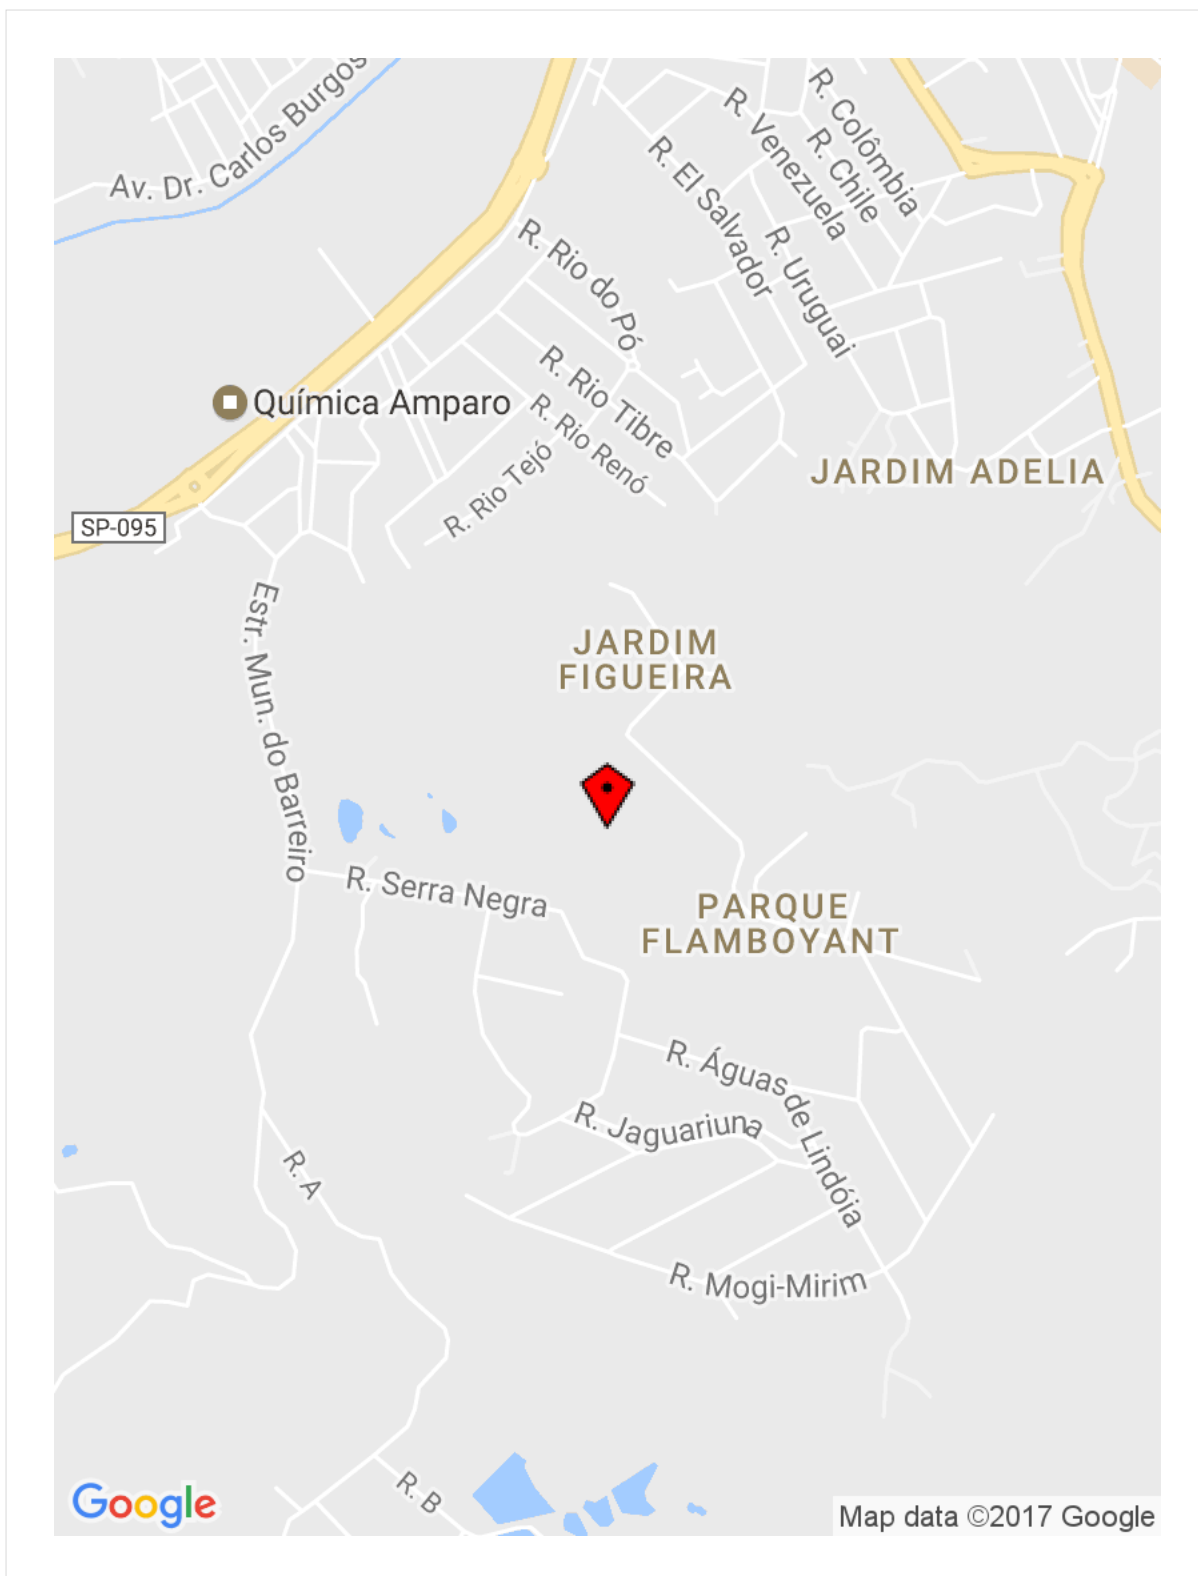 Av. Dr. Carlos Burgos
R. Colômbia
R. Venezuela
R. Chile
R. El Salvador
R. Uruguai
R. Rio do Pó
R. Rio Tibre
Química Amparo
R. Rio Renó
R. Rio Tejó
JARDIM ADELIA
SP-095
Estr. Mun. do Barreiro
JARDIM
FIGUEIRA
R. Serra Negra
PARQUE
FLAMBOYANT
R. Águas de Lindóia
R. Jaguariuna
R. A
R. Mogi-Mirim
R. B
Google
Map data ©2017 Google